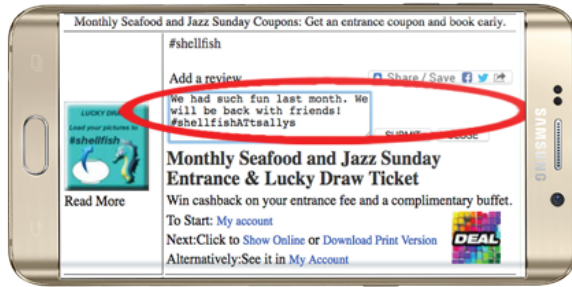 Monthly Seafood and Jazz Sunday Coupons: Get an entrance coupon and book early.
#shellfish
Add a review
Share / Save
We had such fun last month. We
will be back with friends!
#shellfishATtsallys
SUBMIT
CLOSE
LUCKY DRAW
Load your pictures to
#shellfish
Read More
Monthly Seafood and Jazz Sunday
Entrance & Lucky Draw Ticket
Win cashback on your entrance fee and a complimentary buffet.
To Start: My account
Next:Click to Show Online or Download Print Version
Alternatively:See it in My Account
DEAL
SAMSUNG